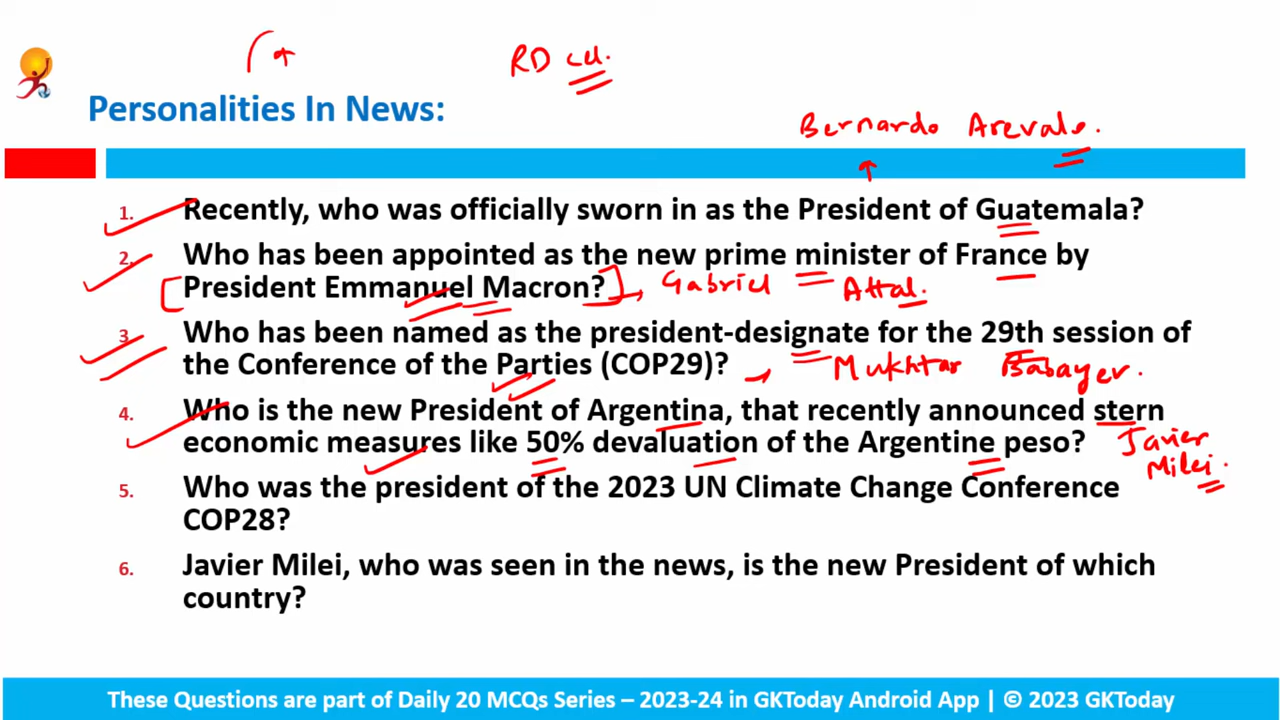 RD
Personalities In News:
Bernardo Arevalo.
1. Recently, who was officially sworn in as the President of Guatemala?
2. Who has been appointed as the new prime minister of France by
President Emmanuel Macron? Gabriel Attal.
3. Who has been named as the president-designate for the 29th session of
the Conference of the Parties (COP29)? Mukhtar Babayev.
4. Who is the new President of Argentina, that recently announced stern
economic measures like 50% devaluation of the Argentine peso? Javier
Milei.
5. Who was the president of the 2023 UN Climate Change Conference
COP28?
6. Javier Milei, who was seen in the news, is the new President of which
country?
These Questions are part of Daily 20 MCQs Series – 2023-24 in GKToday Android App | © 2023 GKToday